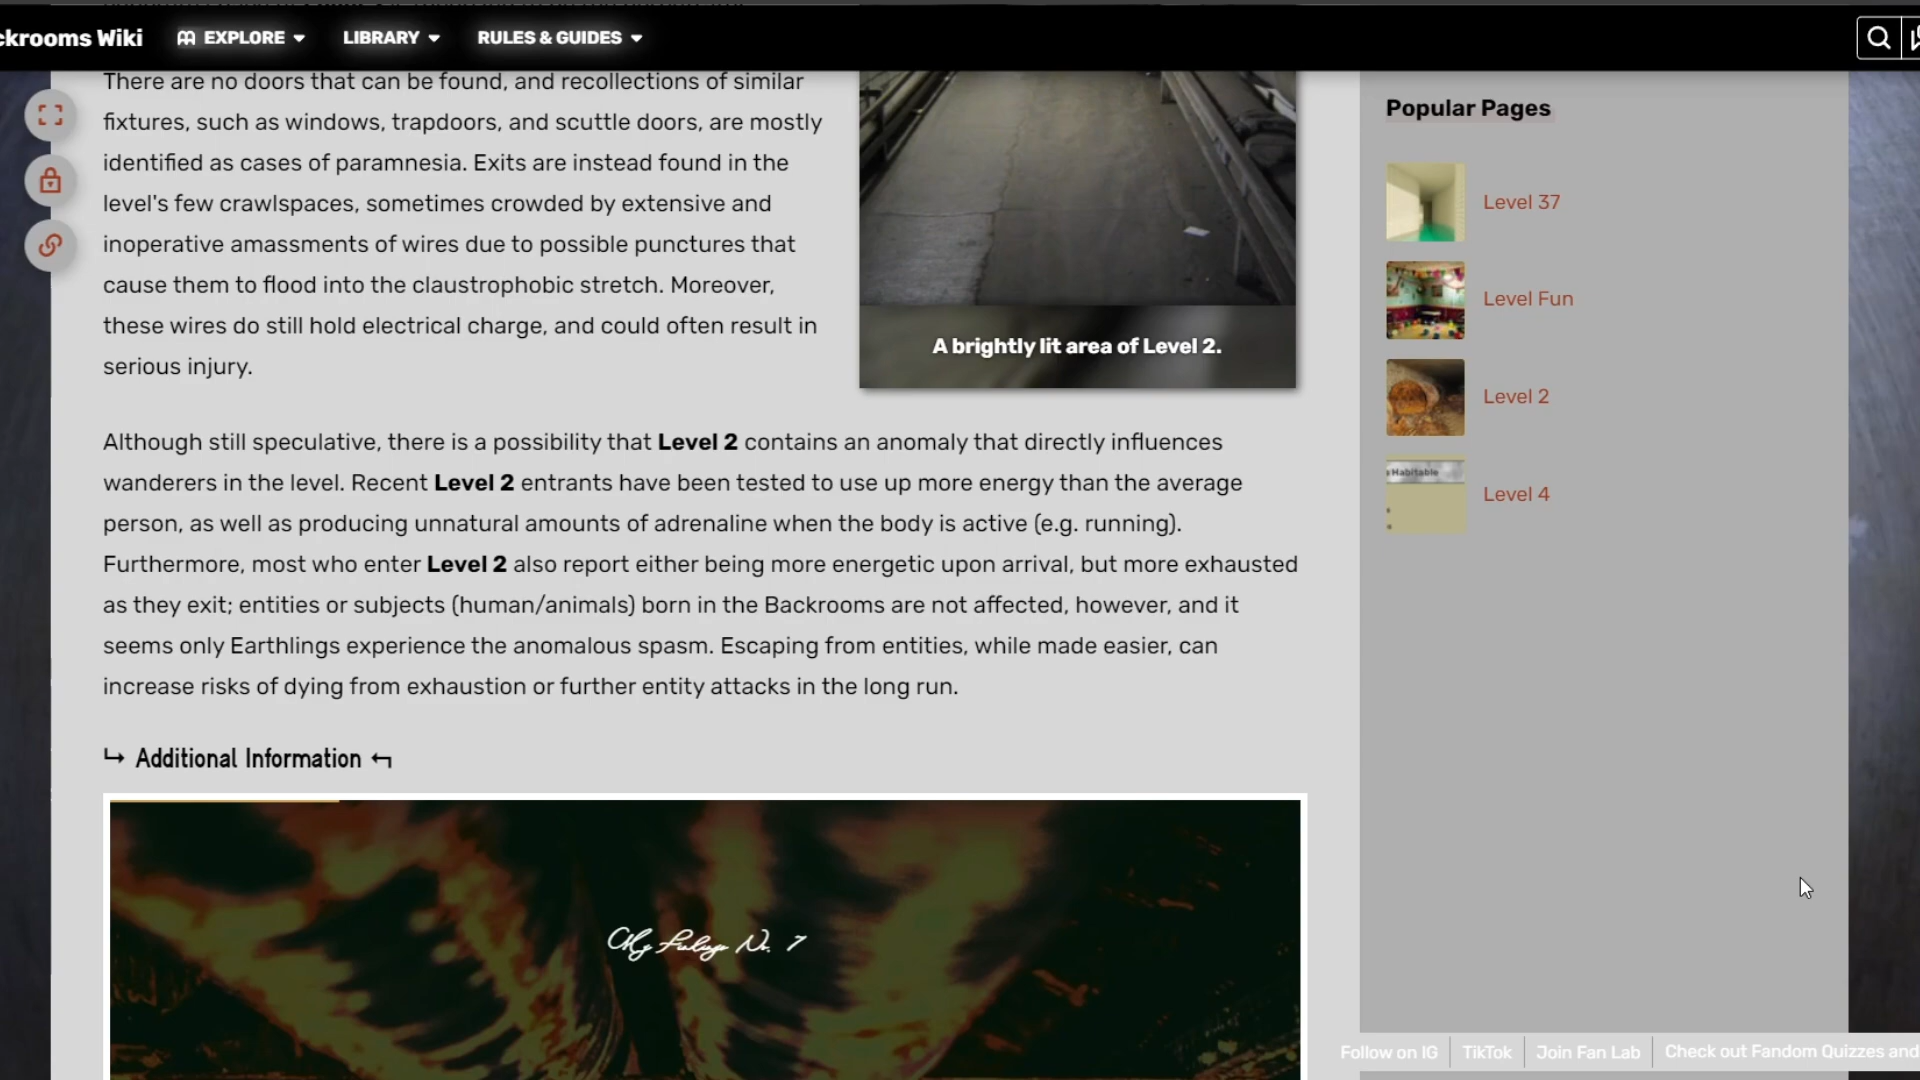 ckrooms Wiki EXPLORE LIBRARY RULES & GUIDES
There are no doors that can be found, and recollections of similar
fixtures, such as windows, trapdoors, and scuttle doors, are mostly
identified as cases of paramnesia. Exits are instead found in the
level's few crawlspaces, sometimes crowded by extensive and
inoperative amassments of wires due to possible punctures that
cause them to flood into the claustrophobic stretch. Moreover,
these wires do still hold electrical charge, and could often result in
serious injury.
A brightly lit area of Level 2.
Although still speculative, there is a possibility that Level 2 contains an anomaly that directly influences
wanderers in the level. Recent Level 2 entrants have been tested to use up more energy than the average
person, as well as producing unnatural amounts of adrenaline when the body is active (e.g. running).
Furthermore, most who enter Level 2 also report either being more energetic upon arrival, but more exhausted
as they exit; entities or subjects (human/animals) born in the Backrooms are not affected, however, and it
seems only Earthlings experience the anomalous spasm. Escaping from entities, while made easier, can
increase risks of dying from exhaustion or further entity attacks in the long run.
↪ Additional Information ↩
Nr. 7
Popular Pages
Level 37
Level Fun
Level 2
Habitable
Level 4
Follow on IG TikTok Join Fan Lab Check out Fandom Quizzes and